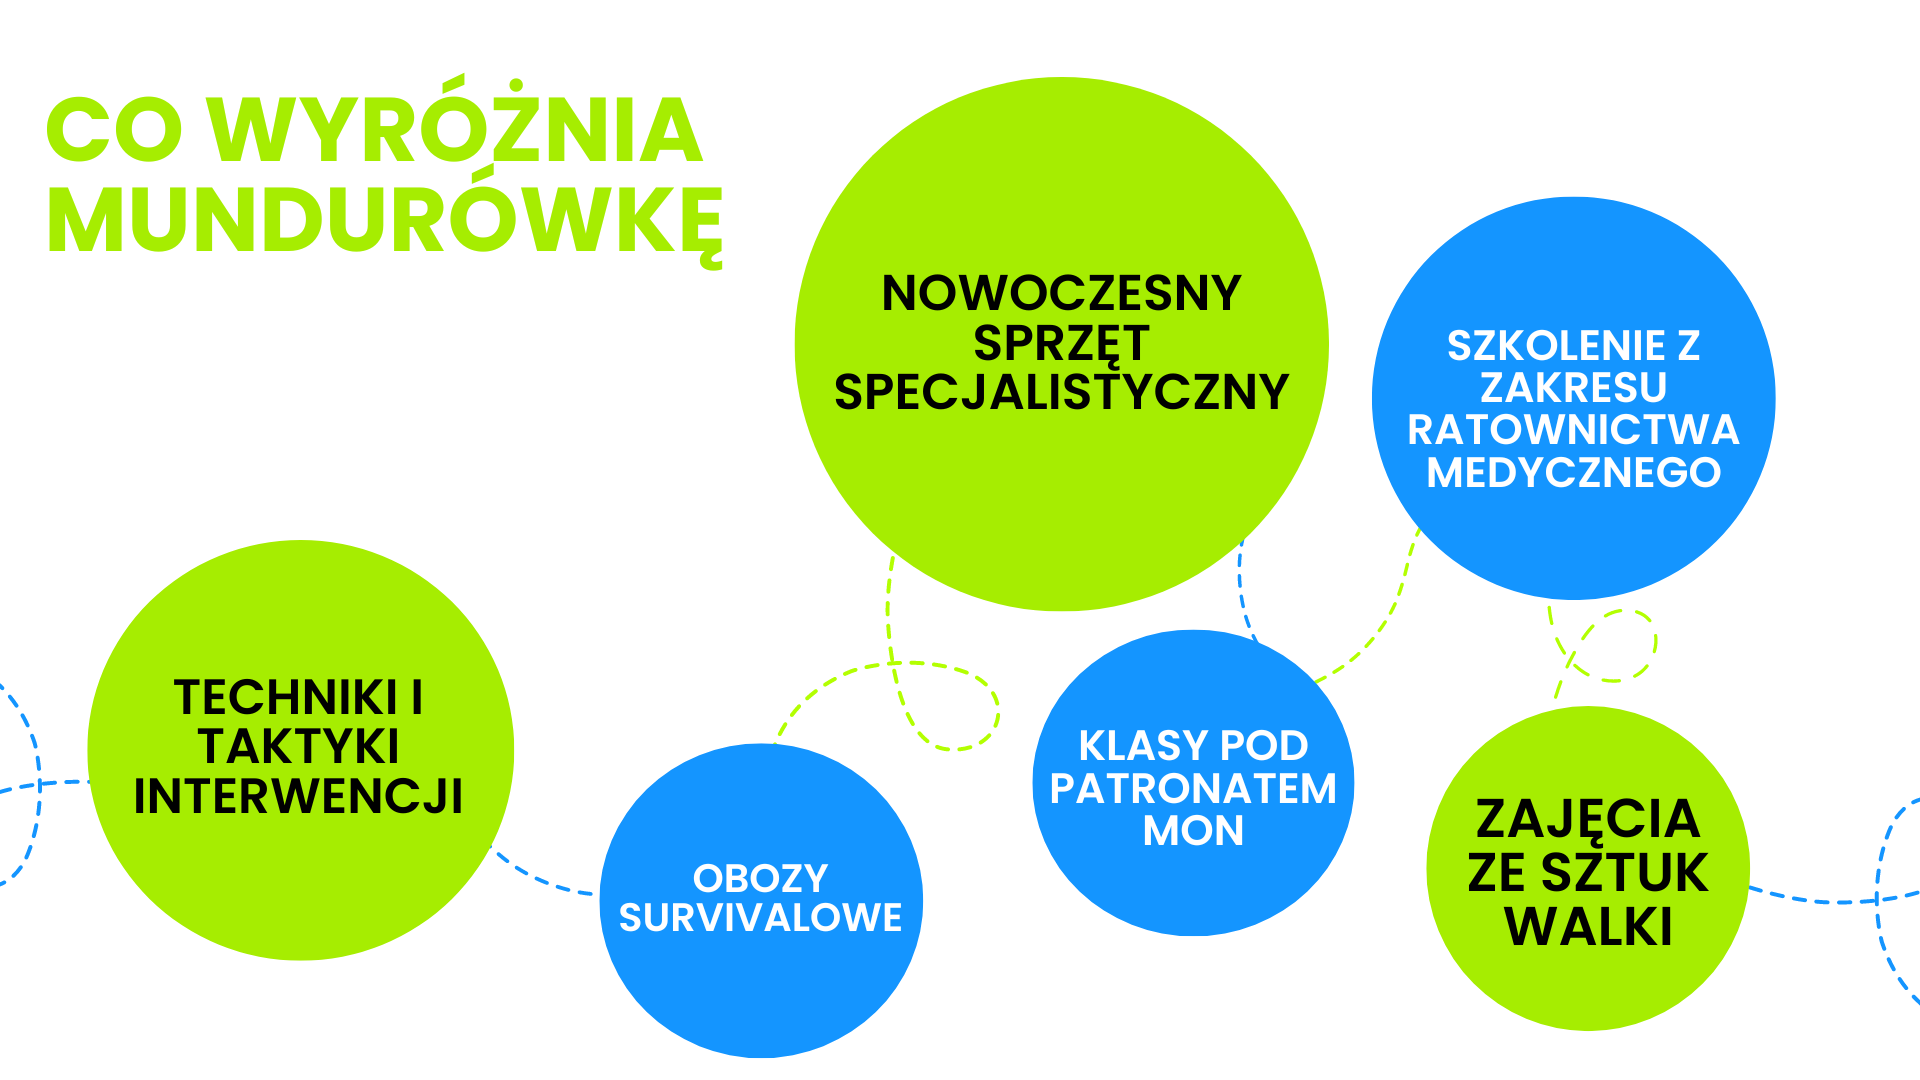 CO WYRÓŻNIA
MUNDURÓWKĘ
NOWOCZESNY
SPRZĘT
SPECJALISTYCZNY
SZKOLENIE Z
ZAKRESU
RATOWNICTWA
MEDYCZNEGO
TECHNIKI I
TAKTYKI
INTERWENCJI
OBOZY
SURVIVALOWE
KLASY POD
PATRONATEM
MON
ZAJĘCIA
ZE SZTUK
WALKI